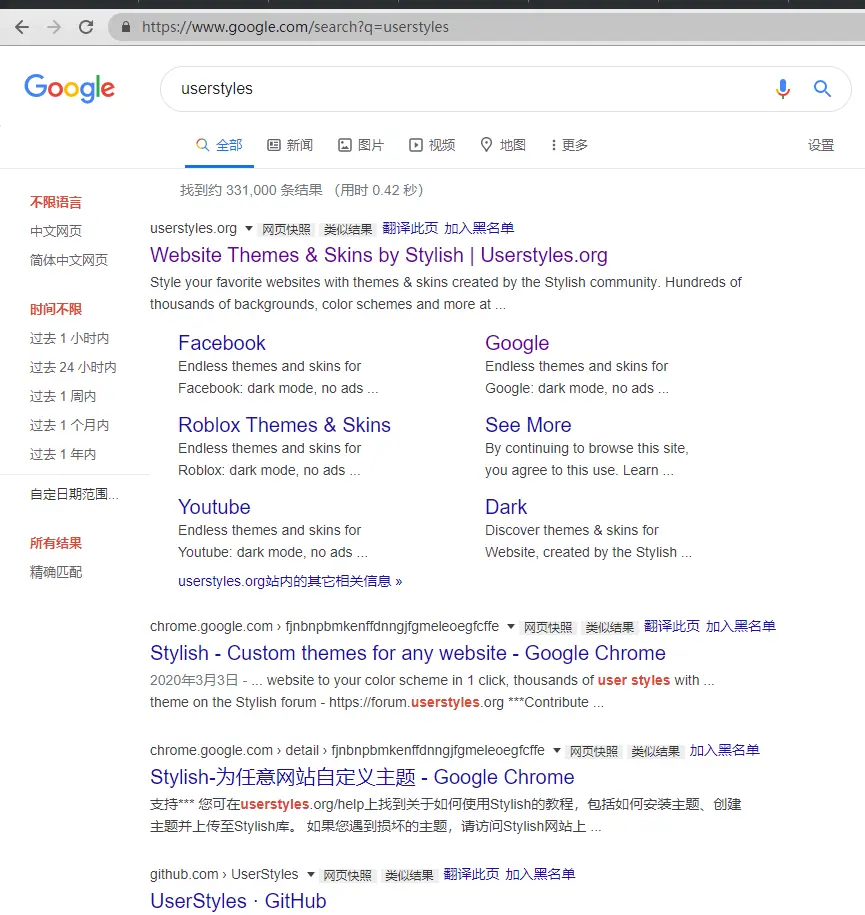 https://www.google.com/search?q=userstyles
Google
userstyles
全部 新闻 图片 视频 地图 更多 设置
找到约 331,000 条结果 （用时 0.42 秒）
不限语言
中文网页
简体中文网页
时间不限
过去 1 小时内
过去 24 小时内
过去 1 周内
过去 1 个月内
过去 1 年内
自定日期范围...
所有结果
精确匹配
userstyles.org 网页快照 类似结果 翻译此页 加入黑名单
Website Themes & Skins by Stylish | Userstyles.org
Style your favorite websites with themes & skins created by the Stylish community. Hundreds of
thousands of backgrounds, color schemes and more at ...
Facebook
Endless themes and skins for
Facebook: dark mode, no ads ...
Google
Endless themes and skins for
Google: dark mode, no ads ...
Roblox Themes & Skins
Endless themes and skins for
Roblox: dark mode, no ads ...
See More
By continuing to browse this site,
you agree to this use. Learn ...
Youtube
Endless themes and skins for
Youtube: dark mode, no ads ...
Dark
Discover themes & skins for
Website, created by the Stylish ...
userstyles.org站内的其它相关信息 »
chrome.google.com › fjnbnpbmkenffdnngjfgmeleoegfcffe 网页快照 类似结果 翻译此页 加入黑名单
Stylish - Custom themes for any website - Google Chrome
2020年3月3日 - ... website to your color scheme in 1 click, thousands of user styles with ...
theme on the Stylish forum - https://forum.userstyles.org ***Contribute ...
chrome.google.com › detail › fjnbnpbmkenffdnngjfgmeleoegfcffe 网页快照 类似结果 加入黑名单
Stylish-为任意网站自定义主题 - Google Chrome
支持*** 您可在userstyles.org/help上找到关于如何使用Stylish的教程，包括如何安装主题、创建
主题并上传至Stylish库。 如果您遇到损坏的主题，请访问Stylish网站上 ...
github.com › UserStyles 网页快照 类似结果 翻译此页 加入黑名单
UserStyles · GitHub